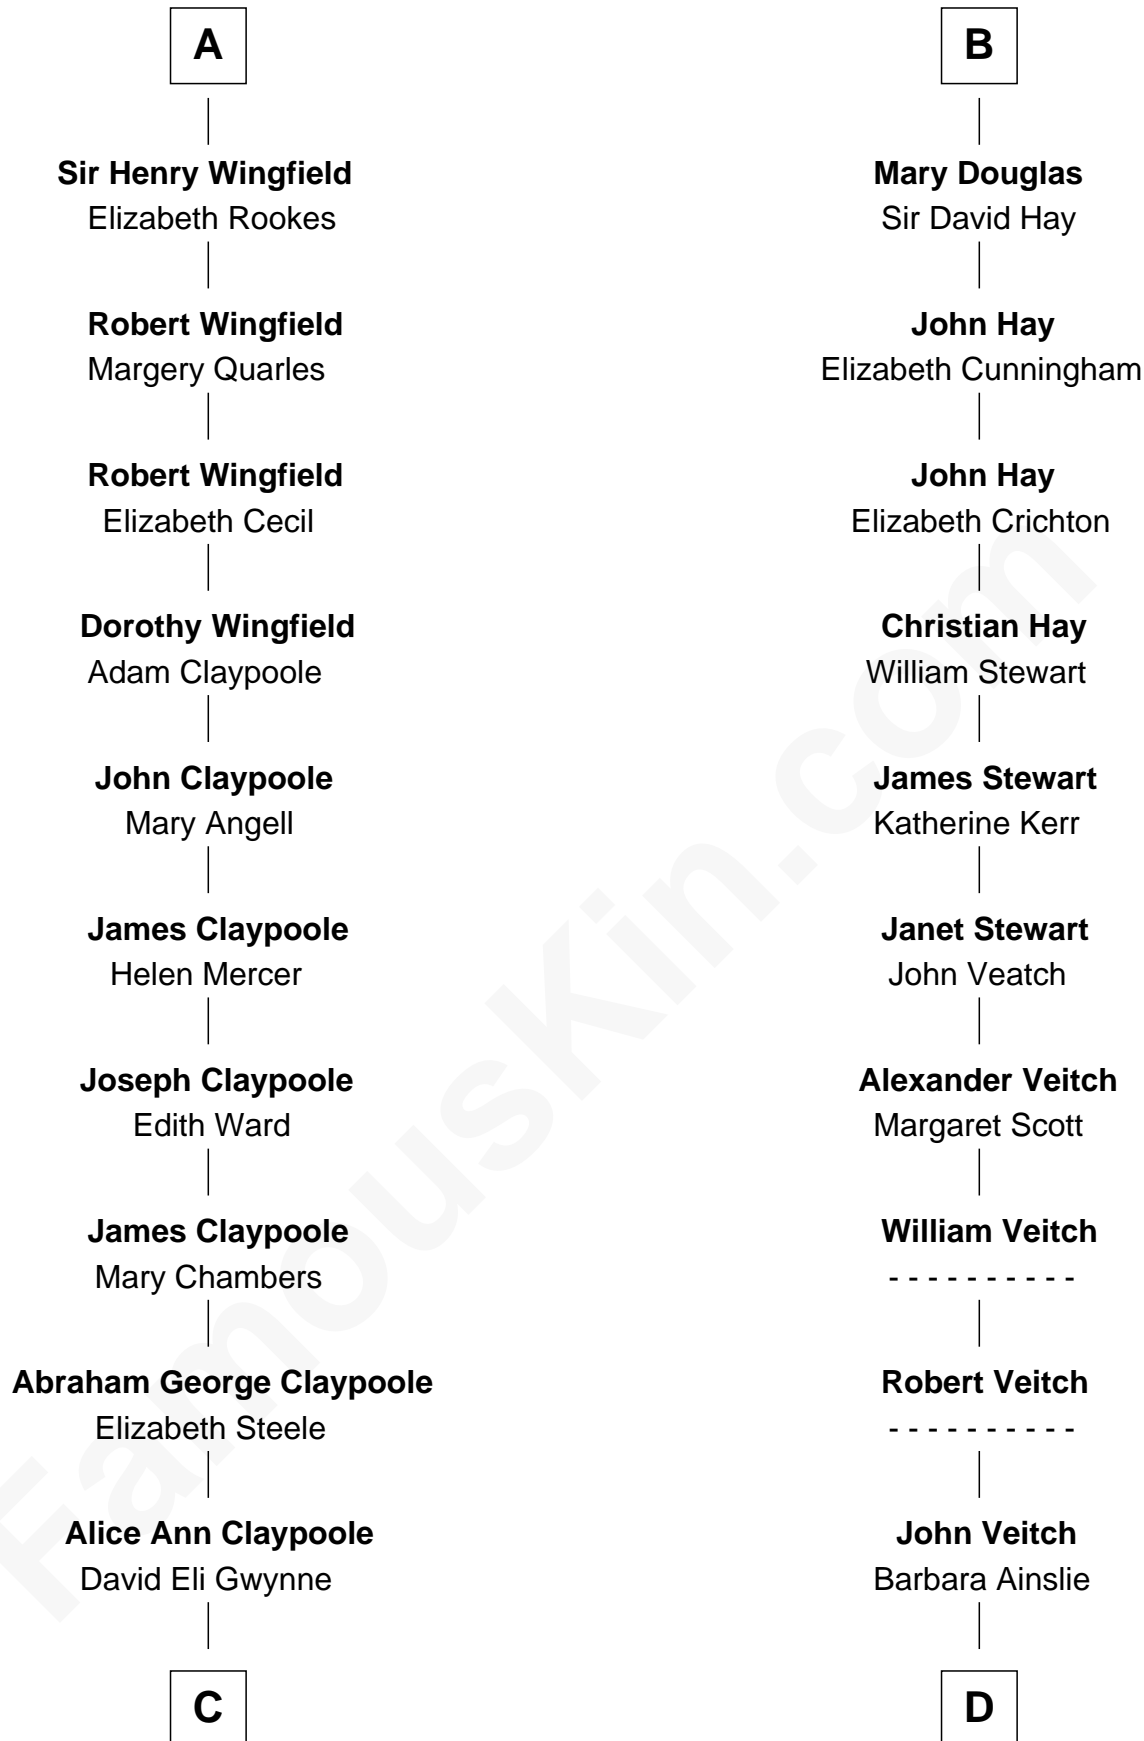 A
Sir Henry Wingfield
Elizabeth Rookes
Robert Wingfield
Margery Quarles
Robert Wingfield
Elizabeth Cecil
Dorothy Wingfield
Adam Claypoole
John Claypoole
Mary Angell
James Claypoole
Helen Mercer
Joseph Claypoole
Edith Ward
James Claypoole
Mary Chambers
Abraham George Claypoole
Elizabeth Steele
Alice Ann Claypoole
David Eli Gwynne
C
B
Mary Douglas
Sir David Hay
John Hay
Elizabeth Cunningham
John Hay
Elizabeth Crichton
Christian Hay
William Stewart
James Stewart
Katherine Kerr
Janet Stewart
John Veatch
Alexander Veitch
Margaret Scott
William Veitch
- - - - - - - - - -
Robert Veitch
- - - - - - - - - -
John Veitch
Barbara Ainslie
D
FamousKin.com